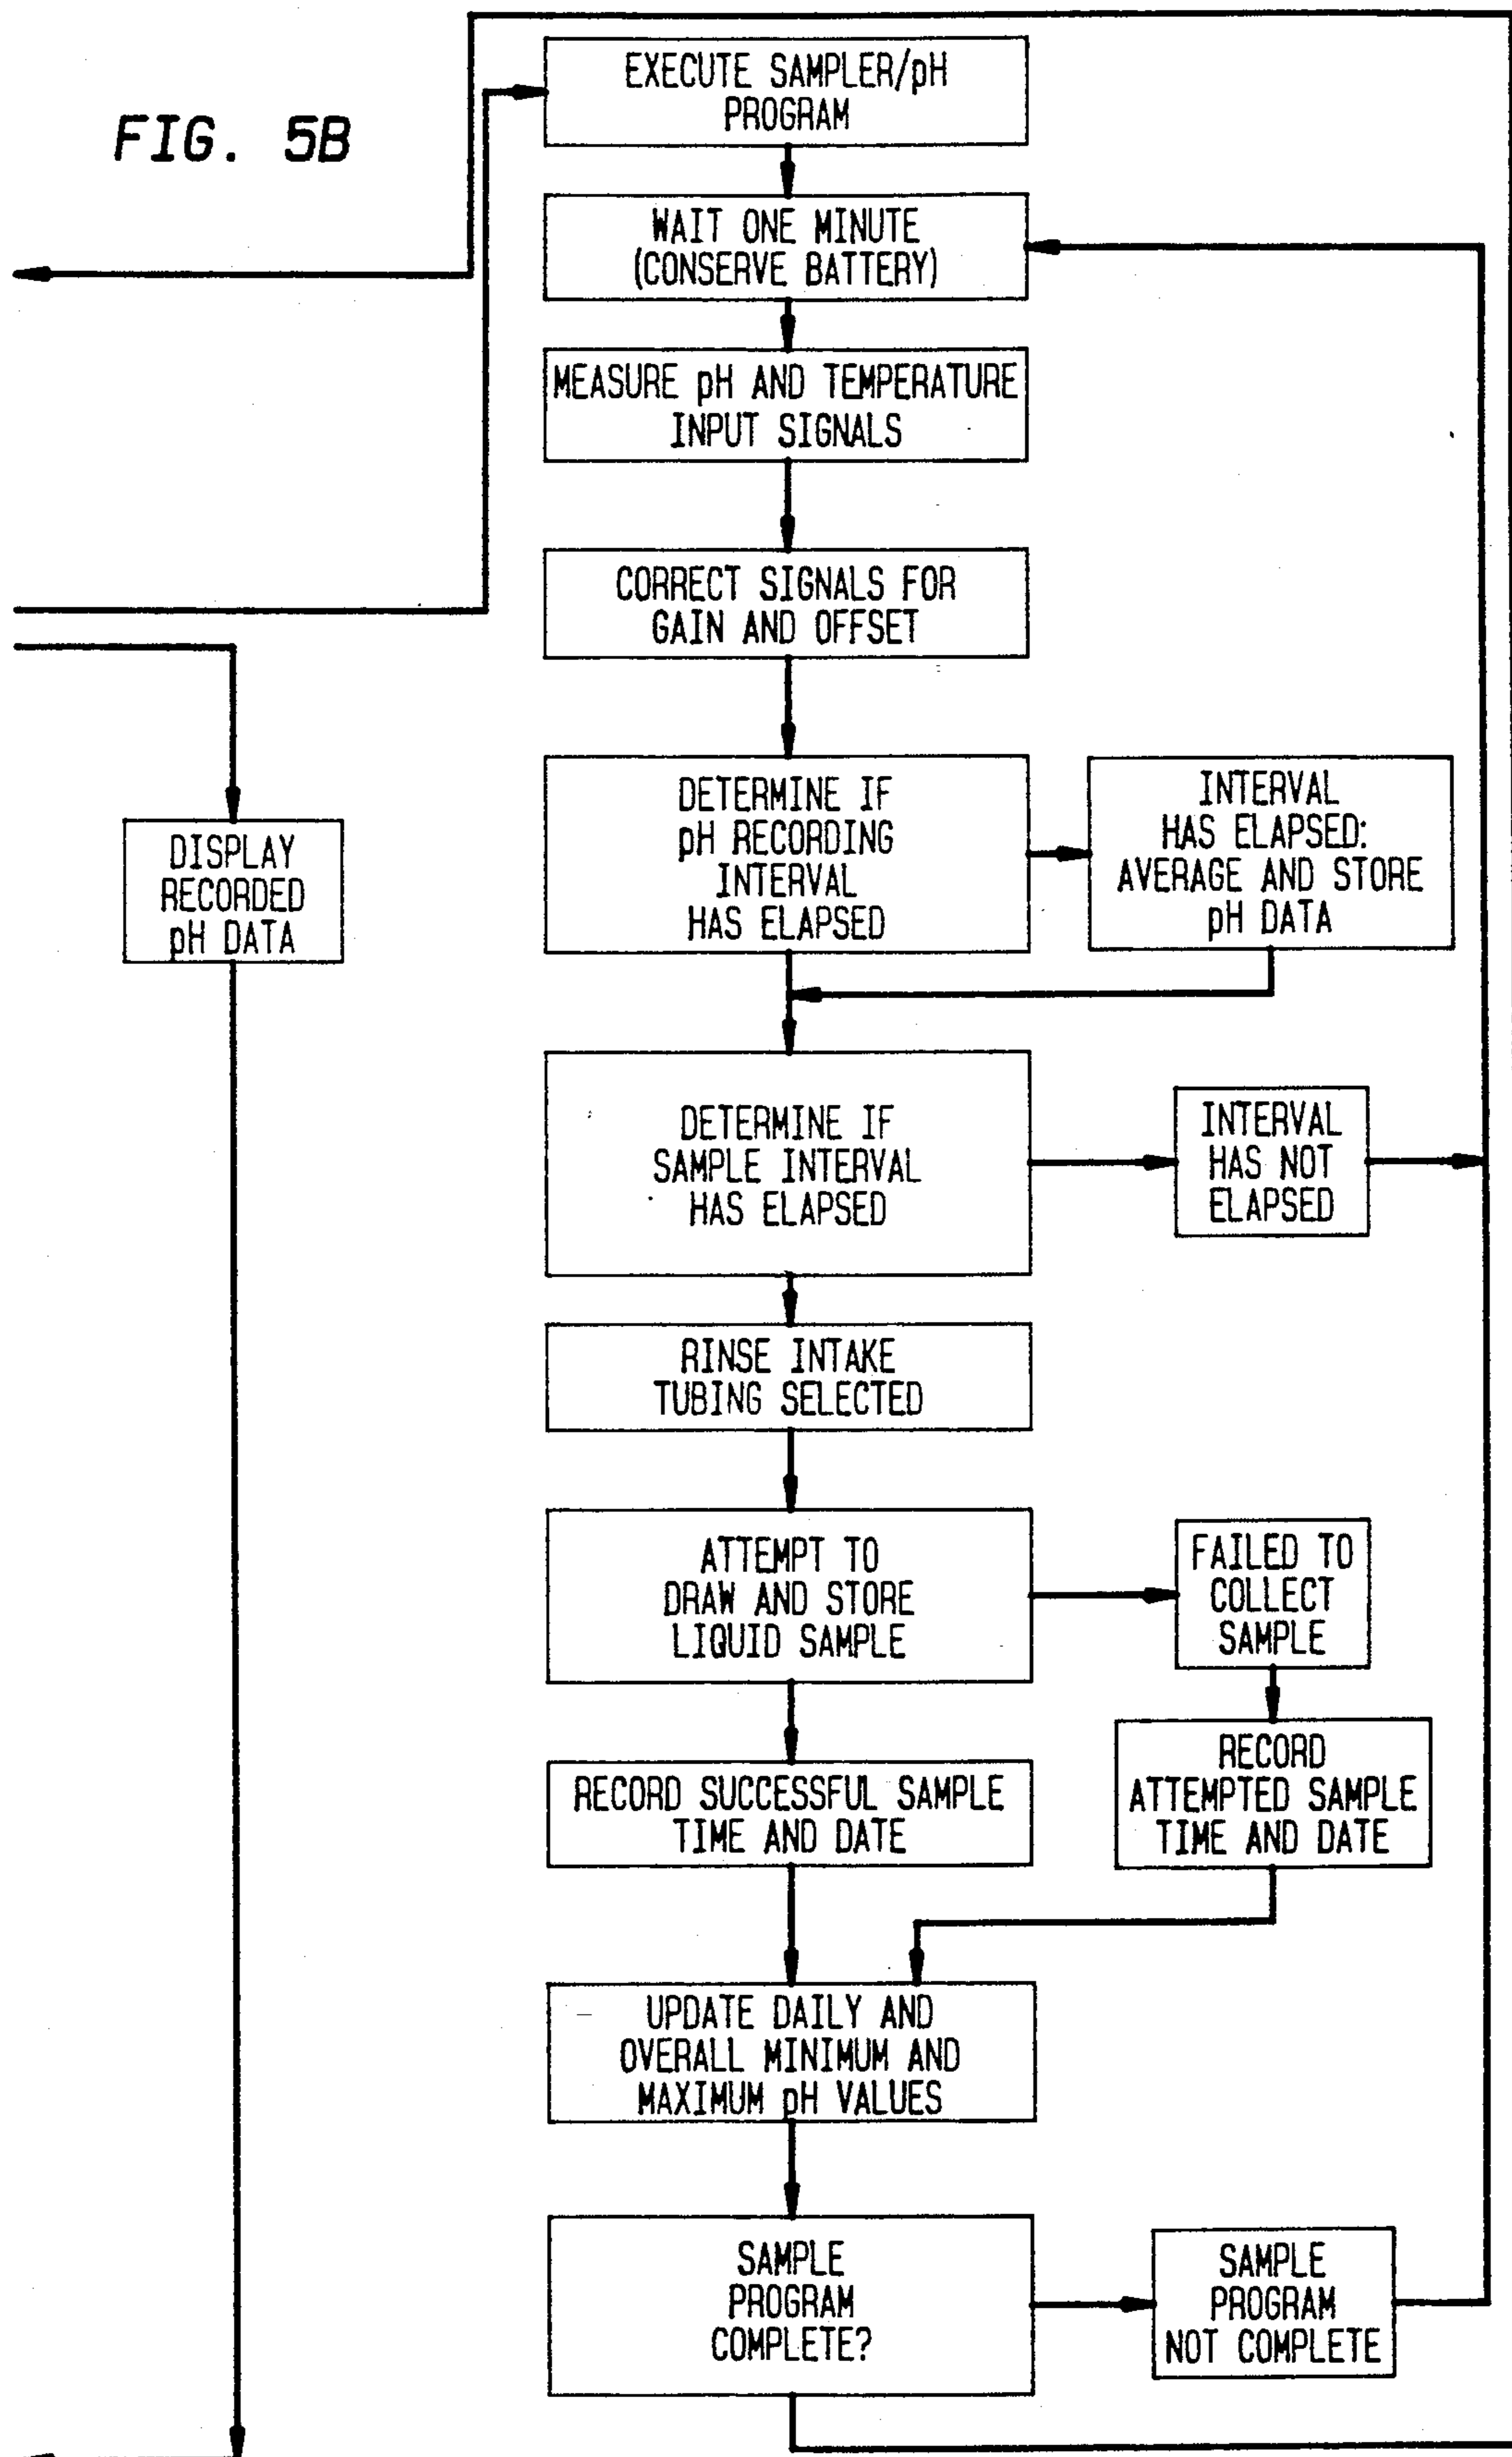 FIG. 5B
EXECUTE SAMPLER/pH
PROGRAM
WAIT ONE MINUTE
(CONSERVE BATTERY)
MEASURE pH AND TEMPERATURE
INPUT SIGNALS
CORRECT SIGNALS FOR
GAIN AND OFFSET
DETERMINE IF
pH RECORDING
INTERVAL
HAS ELAPSED
INTERVAL
HAS ELAPSED:
AVERAGE AND STORE
pH DATA
DISPLAY
RECORDED
pH DATA
DETERMINE IF
SAMPLE INTERVAL
HAS ELAPSED
INTERVAL
HAS NOT
ELAPSED
RINSE INTAKE
TUBING SELECTED
ATTEMPT TO
DRAW AND STORE
LIQUID SAMPLE
FAILED TO
COLLECT
SAMPLE
RECORD SUCCESSFUL SAMPLE
TIME AND DATE
RECORD
ATTEMPTED SAMPLE
TIME AND DATE
UPDATE DAILY AND
OVERALL MINIMUM AND
MAXIMUM pH VALUES
SAMPLE
PROGRAM
COMPLETE?
SAMPLE
PROGRAM
NOT COMPLETE